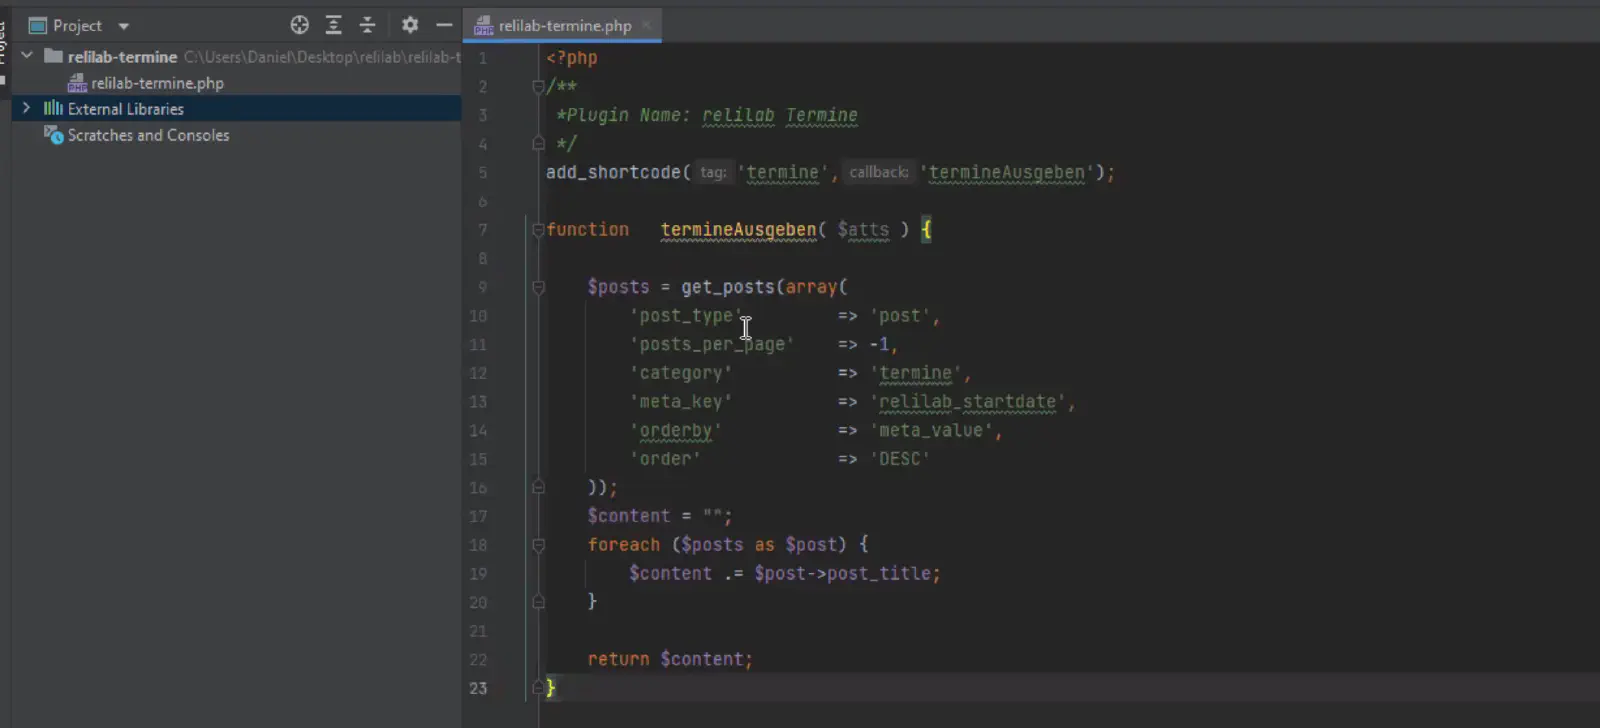 Project
relilab-termine.php
relilab-termine C:\Users\Daniel\Desktop\relilab\relilab-t
relilab-termine.php
External Libraries
Scratches and Consoles
1 <?php
2 /**
3 *Plugin Name: relilab Termine
4 */
5 add_shortcode( tag: 'termine', callback: 'termineAusgeben');
6
7 function termineAusgeben( $atts ) {
8
9 $posts = get_posts(array(
10 'post_type' => 'post',
11 'posts_per_page' => -1,
12 'category' => 'termine',
13 'meta_key' => 'relilab_startdate',
14 'orderby' => 'meta_value',
15 'order' => 'DESC'
16 ));
17 $content = "";
18 foreach ($posts as $post) {
19 $content .= $post->post_title;
20 }
21
22 return $content;
23 }